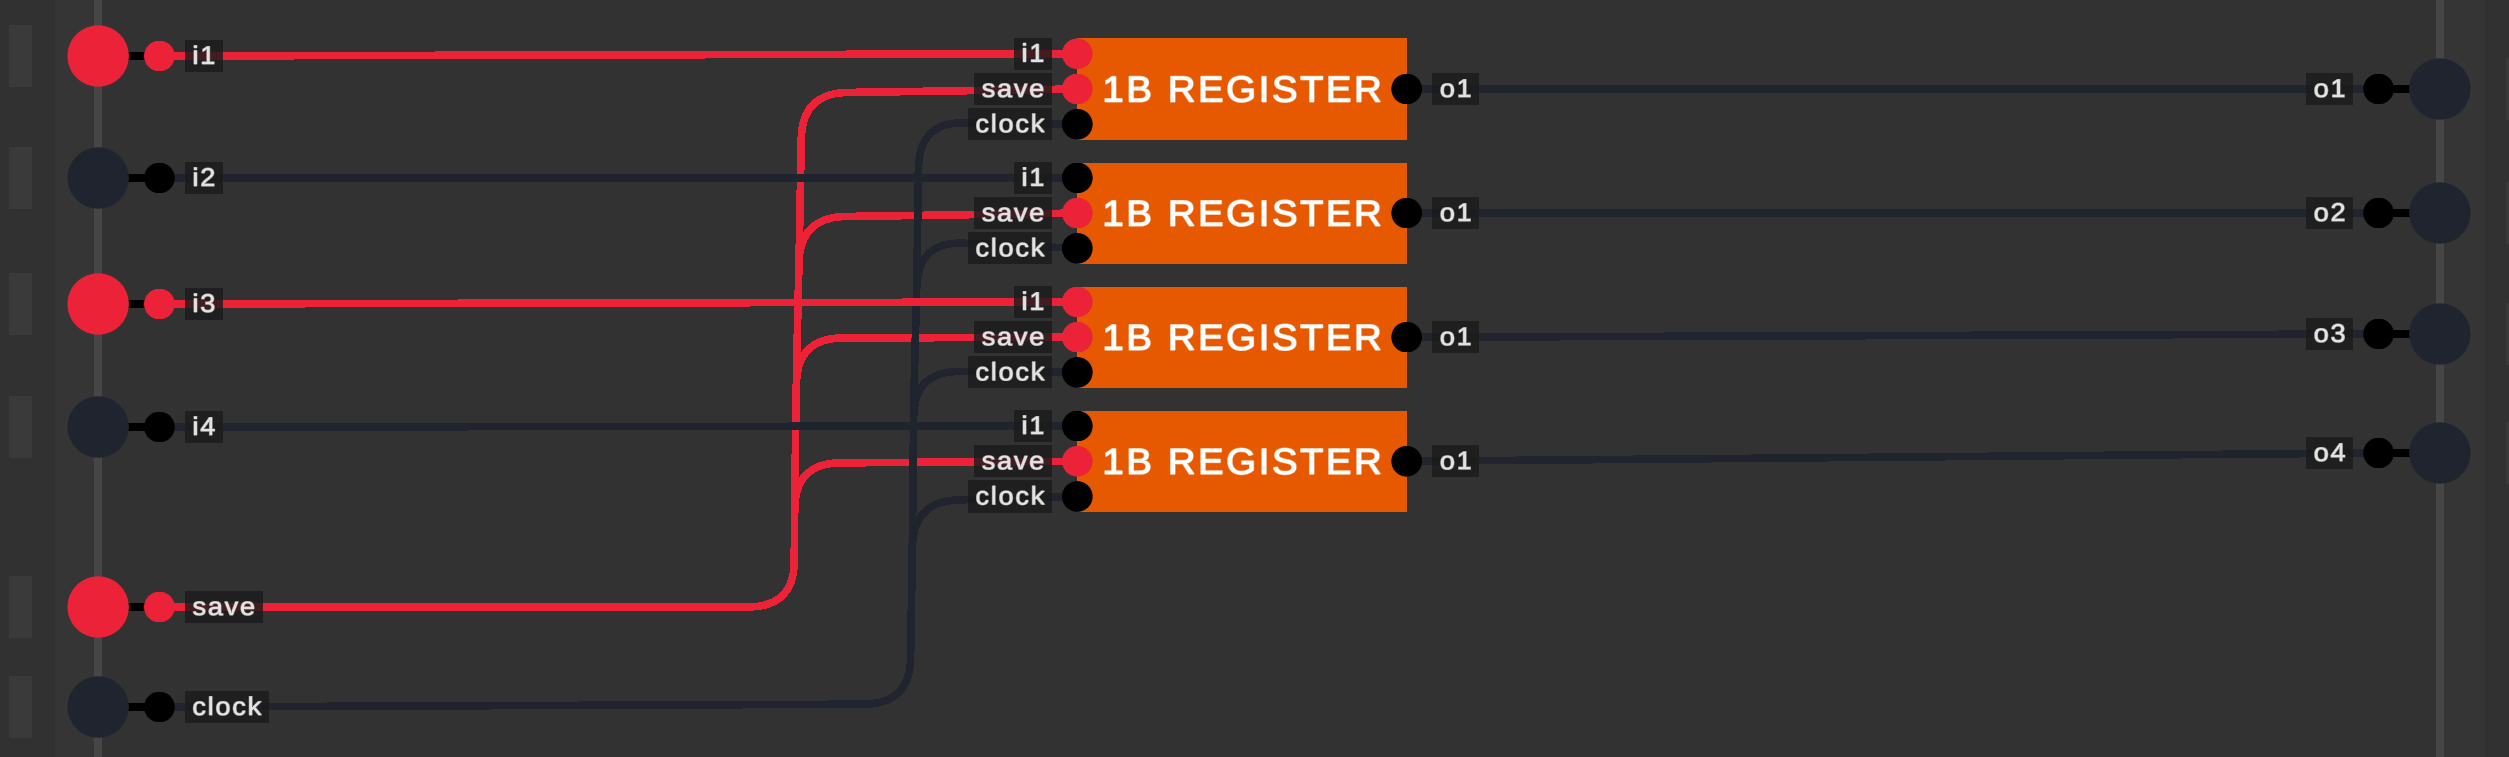 i1
i1
save
1B REGISTER
o1
o1
clock
i2
i1
save
1B REGISTER
o1
o2
clock
i3
i1
save
1B REGISTER
o1
o3
clock
i4
i1
save
1B REGISTER
o1
o4
clock
save
clock